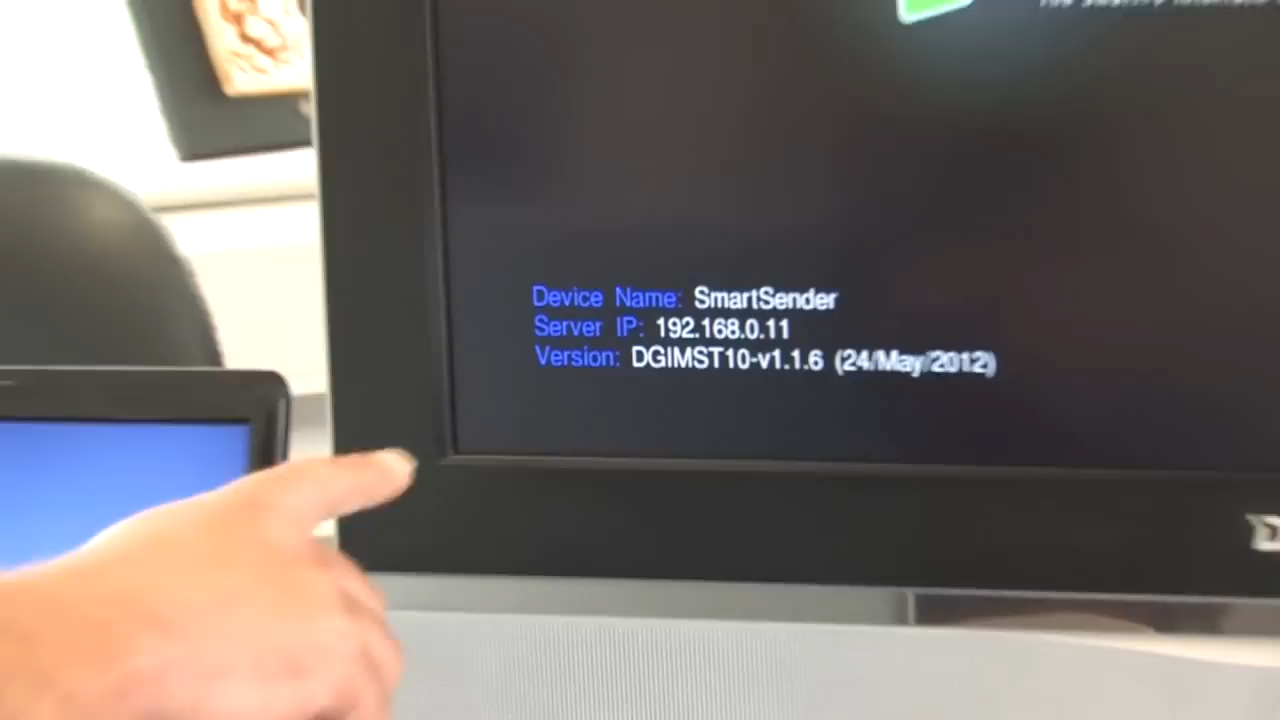 Device Name: SmartSender
Server IP: 192.168.0.11
Version: DGIMST10-v1.1.6 (24/May/2012)